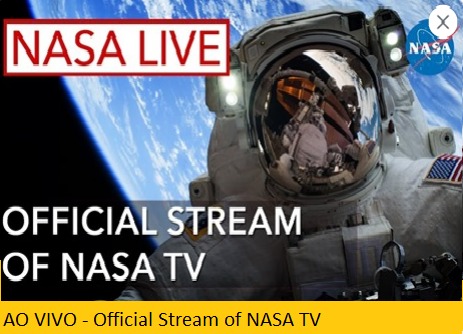 NASA LIVE
NASA
OFFICIAL STREAM
OF NASA TV
AO VIVO - Official Stream of NASA TV